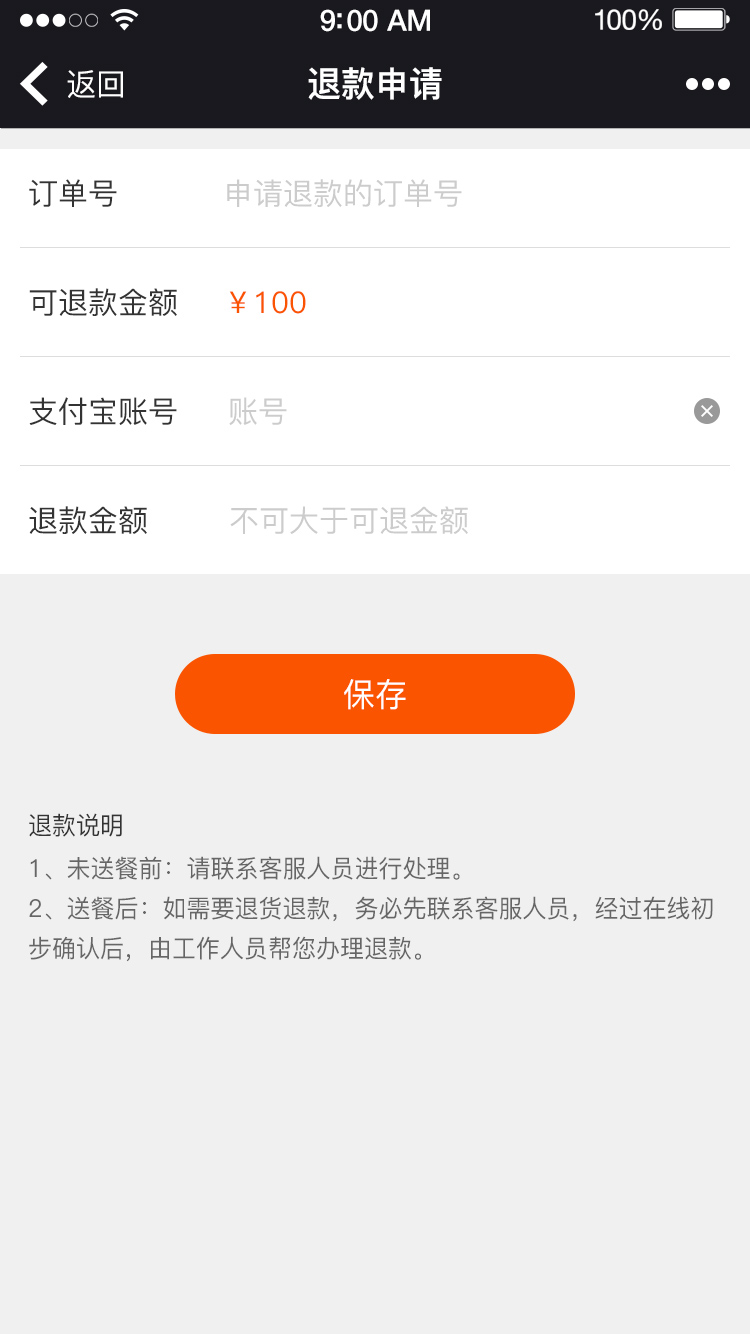 9:00 AM
100%
返回
退款申请
订单号
申请退款的订单号
可退款金额
¥ 100
支付宝账号
账号
退款金额
不可大于可退金额
保存
退款说明
1、未送餐前：请联系客服人员进行处理。
2、送餐后：如需要退货退款，务必先联系客服人员，经过在线初
步确认后，由工作人员帮您办理退款。